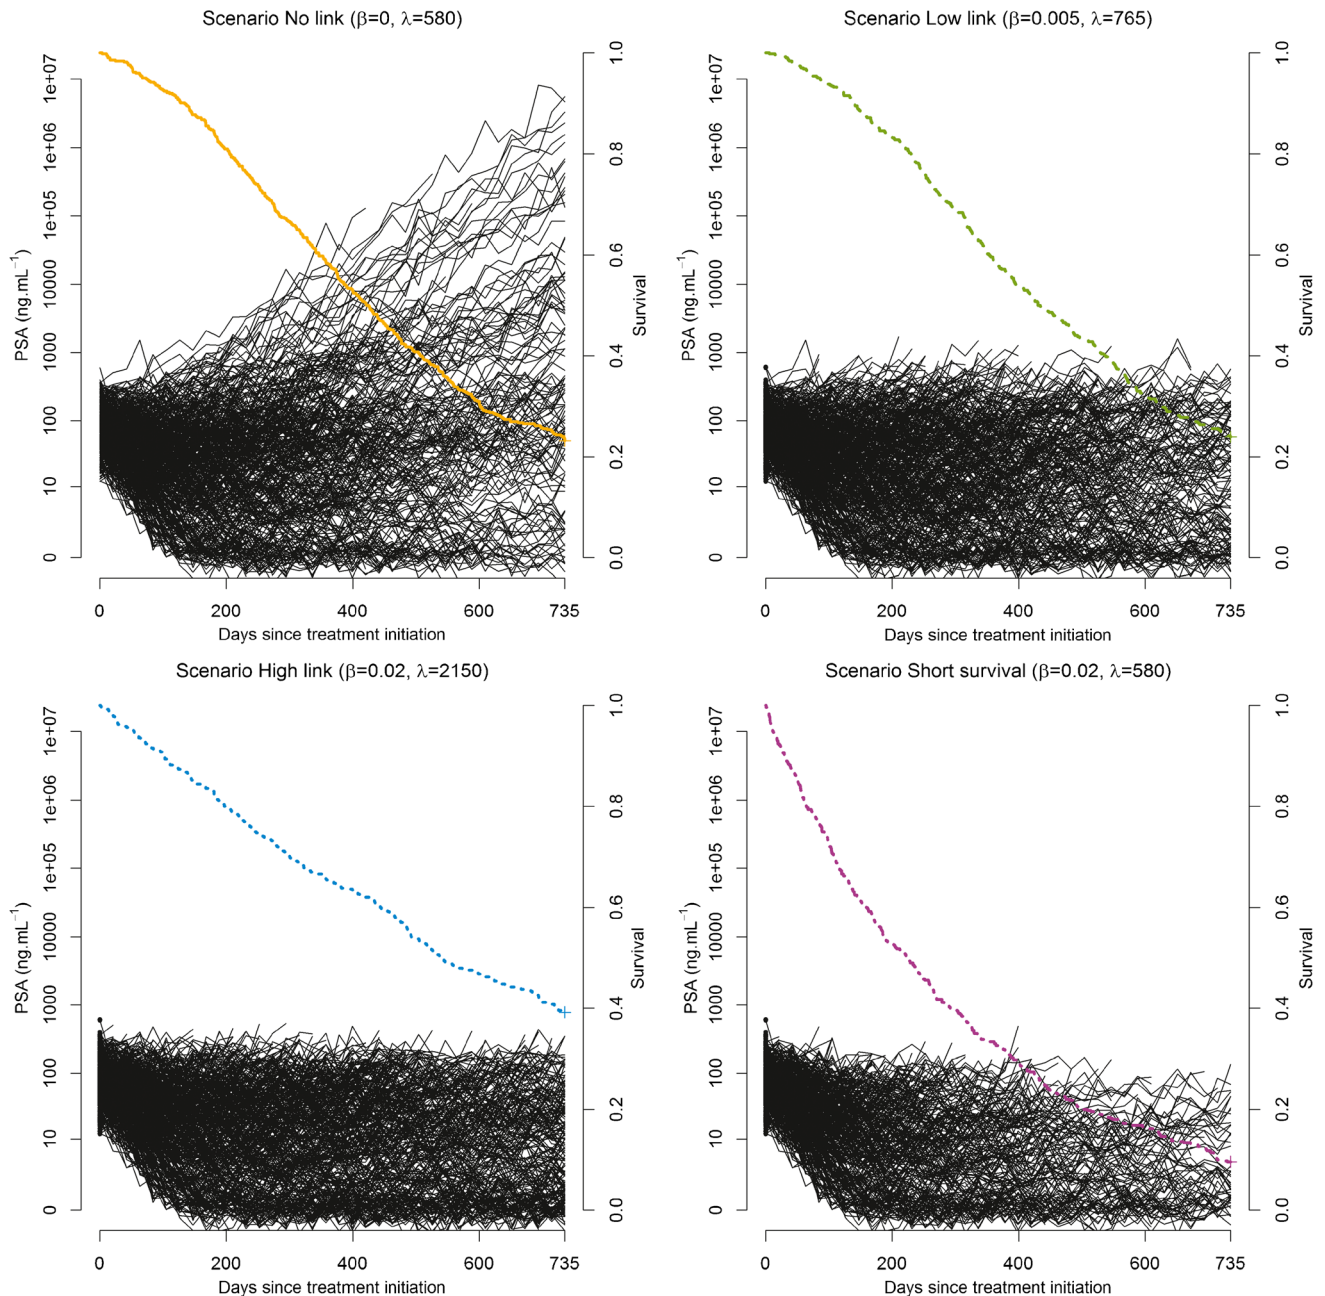 Scenario No link (β=0, λ=580)
PSA (ng.mL⁻¹)
0 10 100 1000 10000 1e+05 1e+06 1e+07
Survival
0.0 0.2 0.4 0.6 0.8 1.0
0 200 400 600 735
Days since treatment initiation
Scenario Low link (β=0.005, λ=765)
PSA (ng.mL⁻¹)
0 10 100 1000 10000 1e+05 1e+06 1e+07
Survival
0.0 0.2 0.4 0.6 0.8 1.0
0 200 400 600 735
Days since treatment initiation
Scenario High link (β=0.02, λ=2150)
PSA (ng.mL⁻¹)
0 10 100 1000 10000 1e+05 1e+06 1e+07
Survival
0.0 0.2 0.4 0.6 0.8 1.0
0 200 400 600 735
Days since treatment initiation
Scenario Short survival (β=0.02, λ=580)
PSA (ng.mL⁻¹)
0 10 100 1000 10000 1e+05 1e+06 1e+07
Survival
0.0 0.2 0.4 0.6 0.8 1.0
0 200 400 600 735
Days since treatment initiation